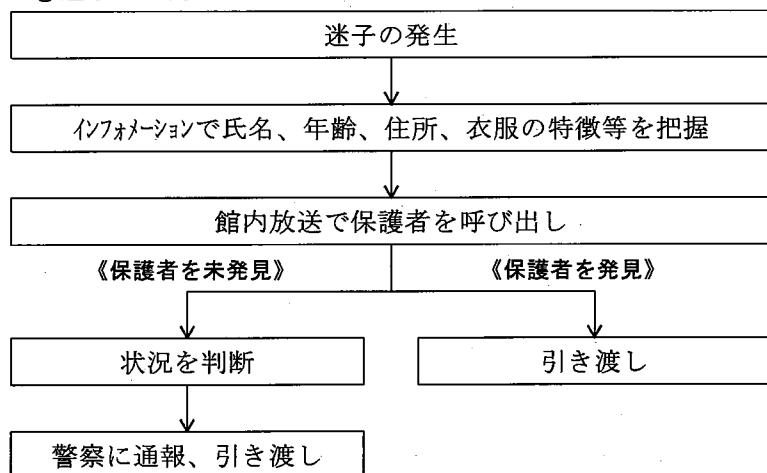 迷子の発生
インフォメーションで氏名、年齢、住所、衣服の特徴等を把握
館内放送で保護者を呼び出し
《保護者を未発見》 《保護者を発見》
状況を判断 引き渡し
警察に通報、引き渡し